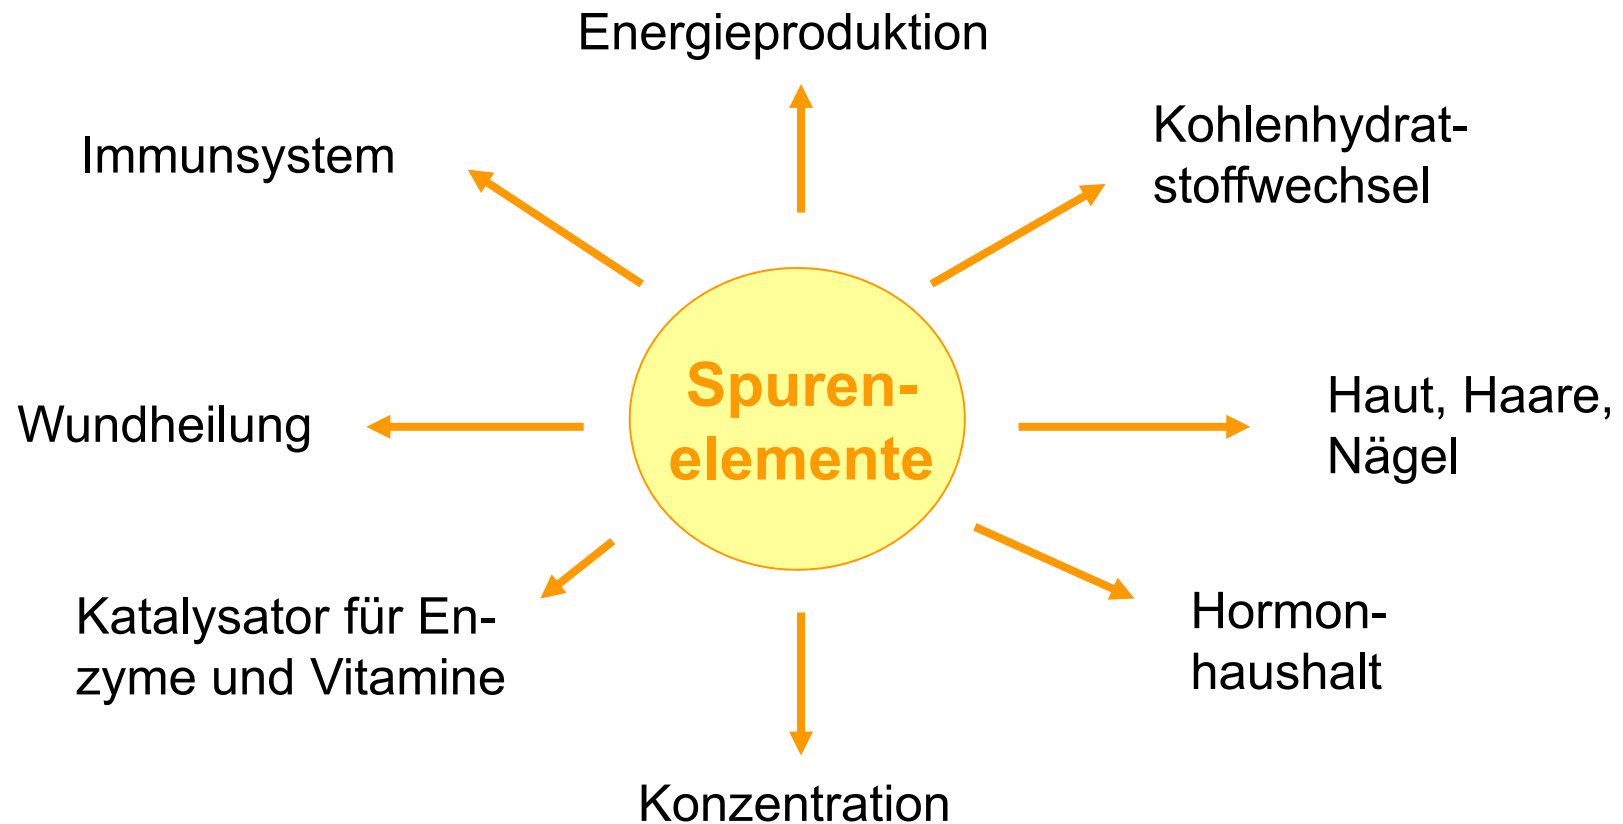 Energieproduktion
Kohlenhydrat-
stoffwechsel
Immunsystem
Spuren-
elemente
Haut, Haare,
Nägel
Wundheilung
Katalysator für En-
zyme und Vitamine
Hormon-
haushalt
Konzentration